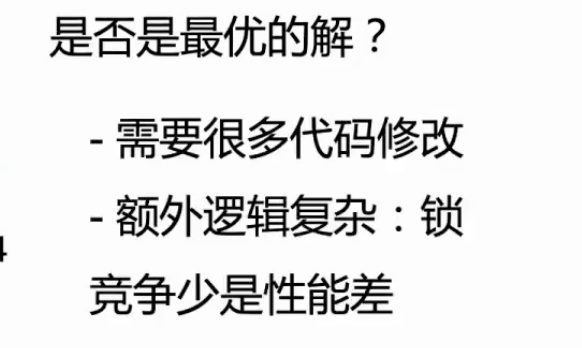 是否是最优的解？
- 需要很多代码修改
- 额外逻辑复杂：锁
4
竞争少是性能差